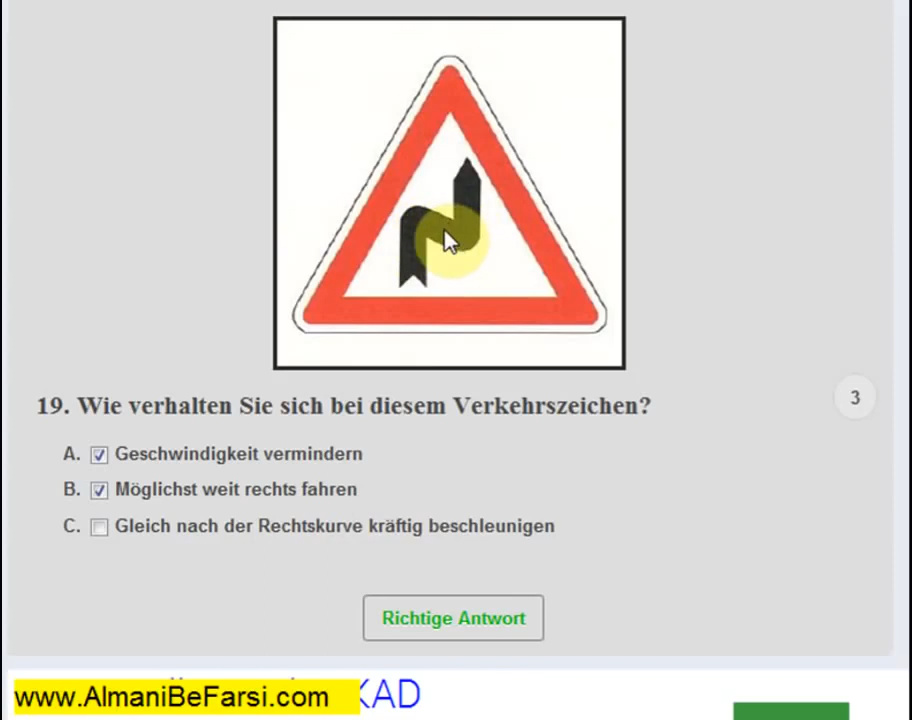 19. Wie verhalten Sie sich bei diesem Verkehrszeichen?
3
A. Geschwindigkeit vermindern
B. Möglichst weit rechts fahren
C. Gleich nach der Rechtskurve kräftig beschleunigen
Richtige Antwort
www.AlmaniBeFarsi.com KAD